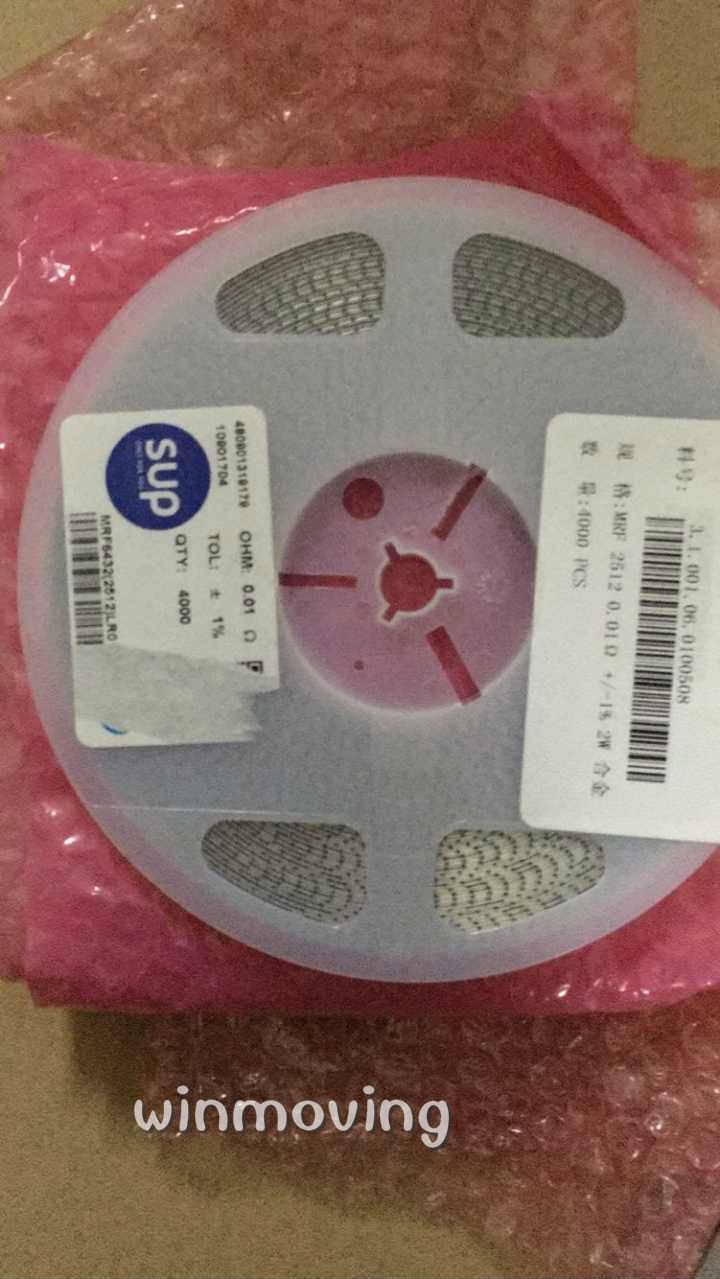 480801310179
10801704
OHM: 0.01 Ω
TOL: ± 1%
QTY: 4000
sup
MRF6432(2512)LR0
料号: 3.1.001.06.0100508
规 格:MRF 2512 0.01Ω +/-1% 2W 合金
数 量:4000 PCS
winmoving